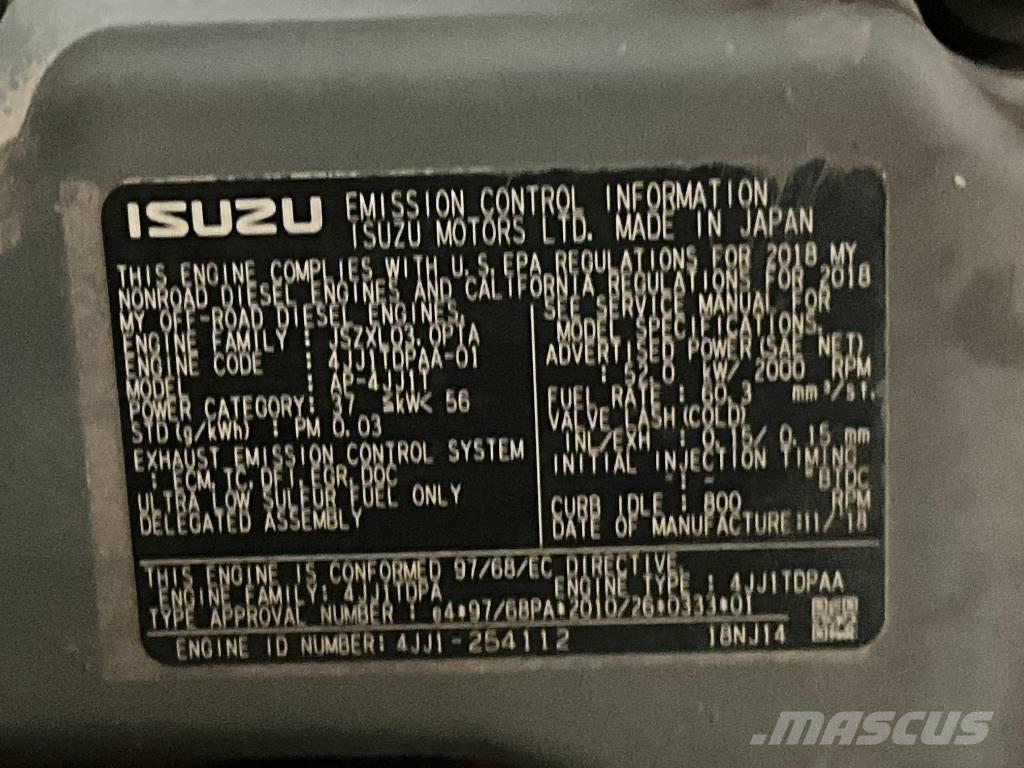 ISUZU
EMISSION CONTROL INFORMATION
ISUZU MOTORS LTD. MADE IN JAPAN
THIS ENGINE COMPLIES WITH U.S.EPA REGULATIONS FOR 2018 MY
NONROAD DIESEL ENGINES AND CALIFORNIA REGULATIONS FOR 2018
MY OFF-ROAD DIESEL ENGINES.
ENGINE FAMILY : JSZXL03.0PTA
ENGINE CODE : 4JJ1TDPAA-01
MODEL : AP-4JJ1T
POWER CATEGORY: 37 ≦kW< 56
STD(g/kWh) : PM 0.03
EXHAUST EMISSION CONTROL SYSTEM
: ECM,TC,DFI,EGR,DOC
ULTRA LOW SULFUR FUEL ONLY
DELEGATED ASSEMBLY
SEE SERVICE MANUAL FOR
MODEL SPECIFICATIONS.
ADVERTISED POWER(SAE NET)
: 52.0 kW/ 2000 RPM
FUEL RATE : 60.3 mm³/st.
VALVE LASH(COLD)
INL/EXH : 0.15/ 0.15 mm
INITIAL INJECTION TIMING
-:- °BTDC
CURB IDLE : 800 RPM
DATE OF MANUFACTURE:11/'18
THIS ENGINE IS CONFORMED 97/68/EC DIRECTIVE.
ENGINE FAMILY: 4JJ1TDPA ENGINE TYPE : 4JJ1TDPAA
TYPE APPROVAL NUMBER : e4*97/68PA*2010/26*0333*01
ENGINE ID NUMBER: 4JJ1-254112 18NJ14
MASCUS